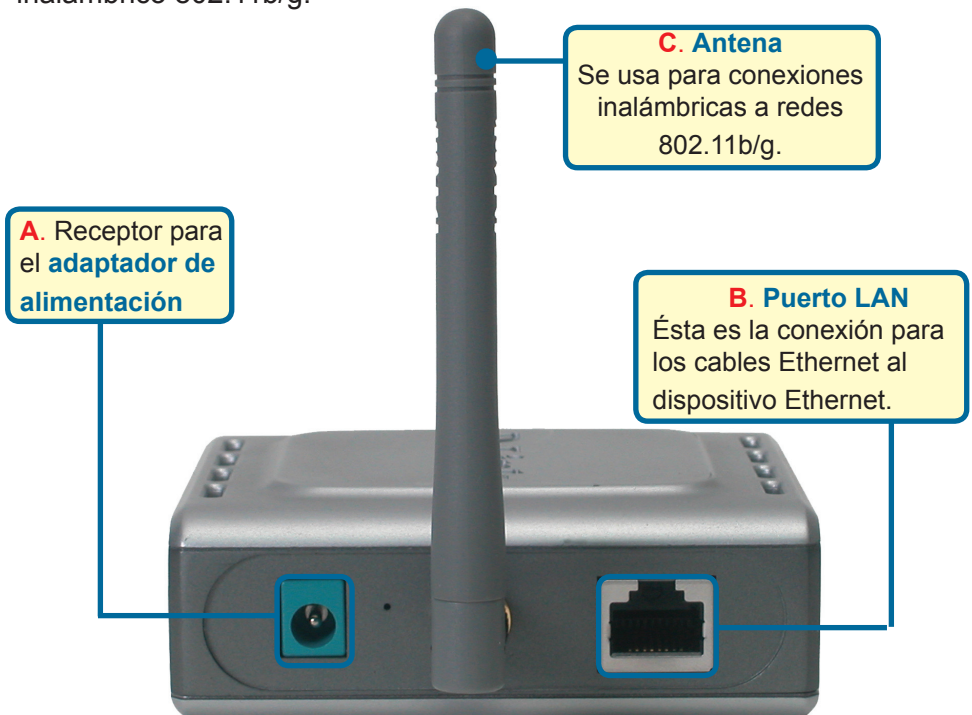 C. Antena
Se usa para conexiones
inalámbricas a redes
802.11b/g.
A. Receptor para
el adaptador de
alimentación
B. Puerto LAN
Ésta es la conexión para
los cables Ethernet al
dispositivo Ethernet.